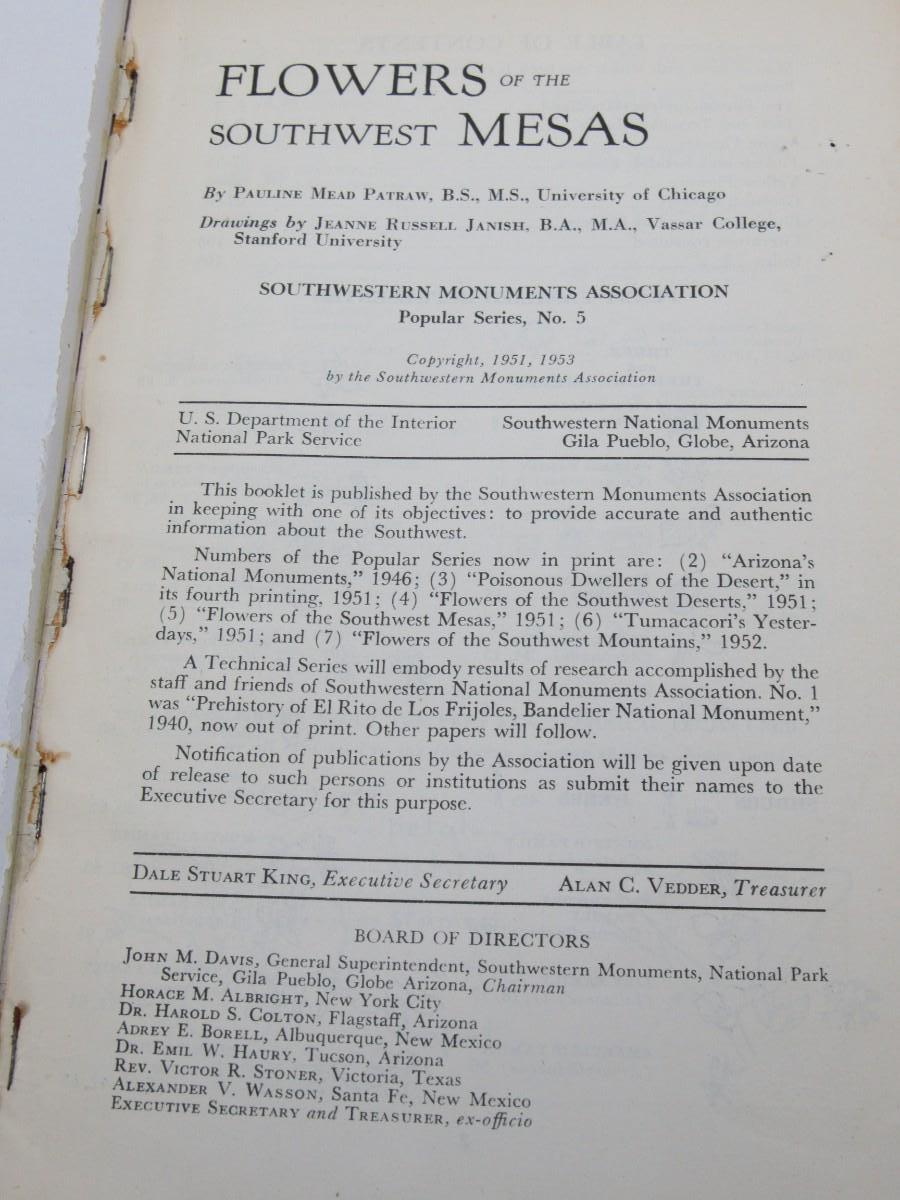 FLOWERS OF THE
SOUTHWEST MESAS
By PAULINE MEAD PATRAW, B.S., M.S., University of Chicago
Drawings by JEANNE RUSSELL JANISH, B.A., M.A., Vassar College,
Stanford University
SOUTHWESTERN MONUMENTS ASSOCIATION
Popular Series, No. 5
Copyright, 1951, 1953
by the Southwestern Monuments Association
U. S. Department of the Interior Southwestern National Monuments
National Park Service Gila Pueblo, Globe, Arizona
This booklet is published by the Southwestern Monuments Association
in keeping with one of its objectives: to provide accurate and authentic
information about the Southwest.
Numbers of the Popular Series now in print are: (2) “Arizona’s
National Monuments,” 1946; (3) “Poisonous Dwellers of the Desert,” in
its fourth printing, 1951; (4) “Flowers of the Southwest Deserts,” 1951;
(5) “Flowers of the Southwest Mesas,” 1951; (6) “Tumacacori’s Yester-
days,” 1951; and (7) “Flowers of the Southwest Mountains,” 1952.
A Technical Series will embody results of research accomplished by the
staff and friends of Southwestern National Monuments Association. No. 1
was “Prehistory of El Rito de Los Frijoles, Bandelier National Monument,”
1940, now out of print. Other papers will follow.
Notification of publications by the Association will be given upon date
of release to such persons or institutions as submit their names to the
Executive Secretary for this purpose.
DALE STUART KING, Executive Secretary ALAN C. VEDDER, Treasurer
BOARD OF DIRECTORS
JOHN M. DAVIS, General Superintendent, Southwestern Monuments, National Park
Service, Gila Pueblo, Globe Arizona, Chairman
HORACE M. ALBRIGHT, New York City
DR. HAROLD S. COLTON, Flagstaff, Arizona
ADREY E. BORELL, Albuquerque, New Mexico
DR. EMIL W. HAURY, Tucson, Arizona
REV. VICTOR R. STONER, Victoria, Texas
ALEXANDER V. WASSON, Santa Fe, New Mexico
EXECUTIVE SECRETARY and TREASURER, ex-officio